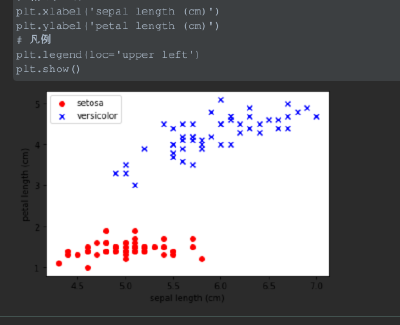 plt.xlabel('sepal length (cm)')
plt.ylabel('petal length (cm)')
# 凡例
plt.legend(loc='upper left')
plt.show()
setosa
versicolor
5
4
3
2
1
petal length (cm)
4.5 5.0 5.5 6.0 6.5 7.0
sepal length (cm)